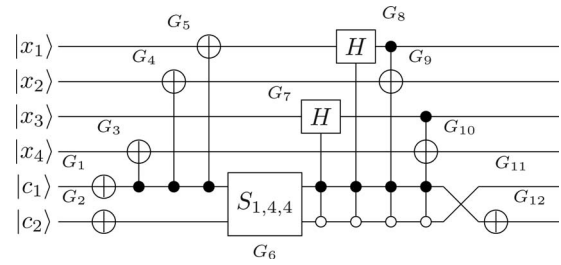 G₈
G₅
|x₁⟩ H
G₄ G₉
|x₂⟩
G₇
|x₃⟩ H
G₃ G₁₀
|x₄⟩
G₁ G₁₁
|c₁⟩
G₂ S₁,₄,₄ G₁₂
|c₂⟩
G₆